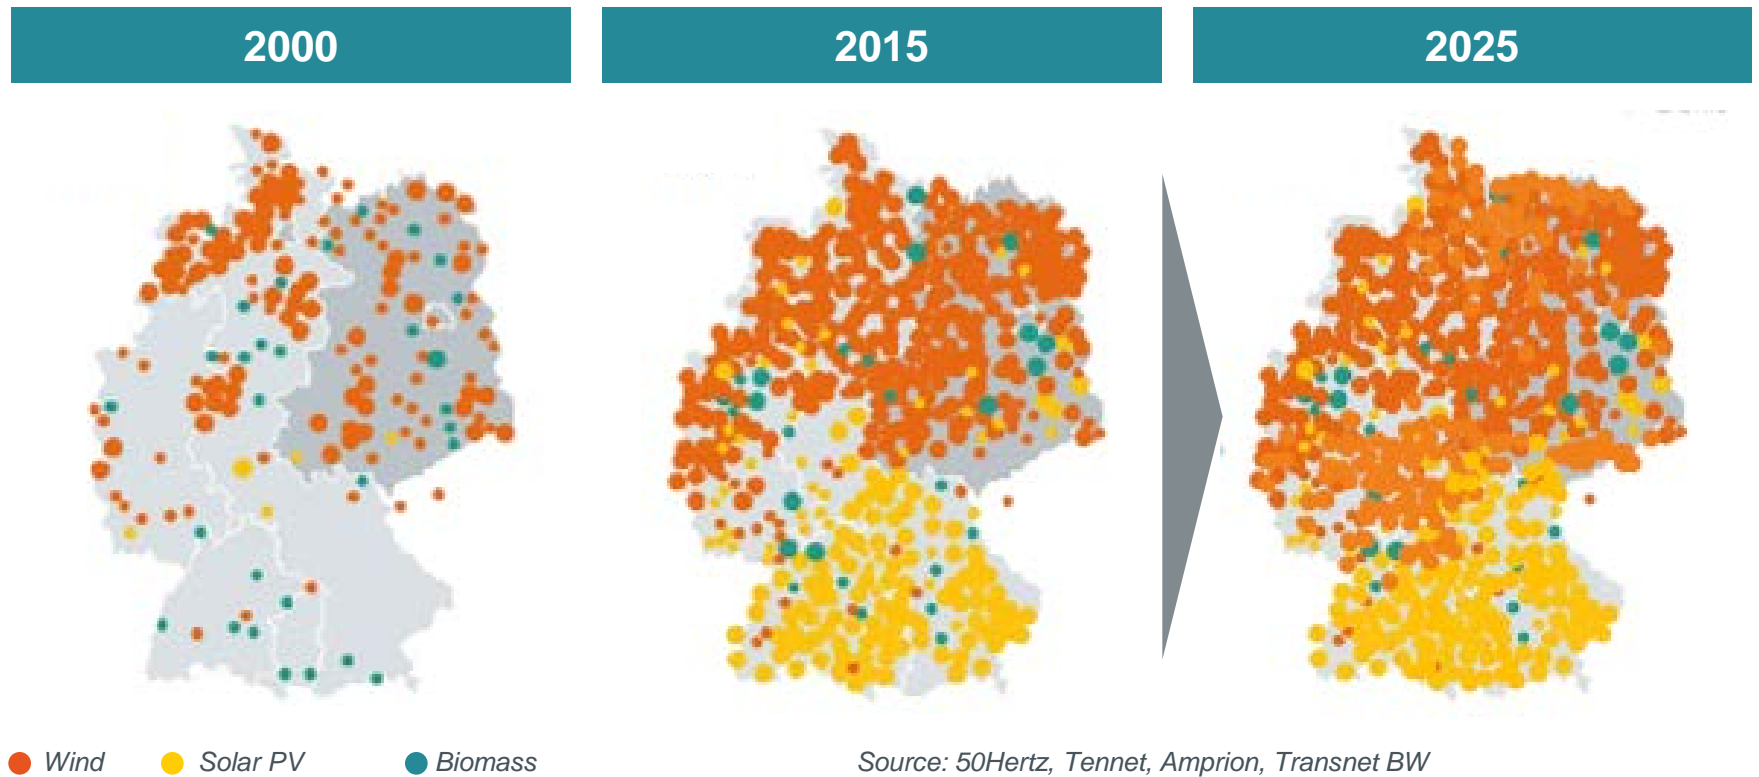 2000
2015
2025
Wind
Solar PV
Biomass
Source: 50Hertz, Tennet, Amprion, Transnet BW